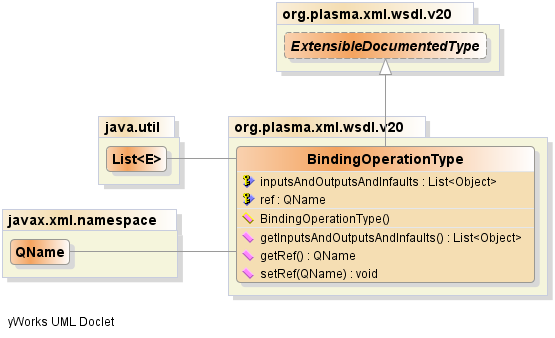 org.plasma.xml.wsdl.v20
ExtensibleDocumentedType
java.util
List<E>
org.plasma.xml.wsdl.v20
BindingOperationType
inputsAndOutputsAndInfaults : List<Object>
ref : QName
BindingOperationType()
getInputsAndOutputsAndInfaults() : List<Object>
getRef() : QName
setRef(QName) : void
javax.xml.namespace
QName
yWorks UML Doclet